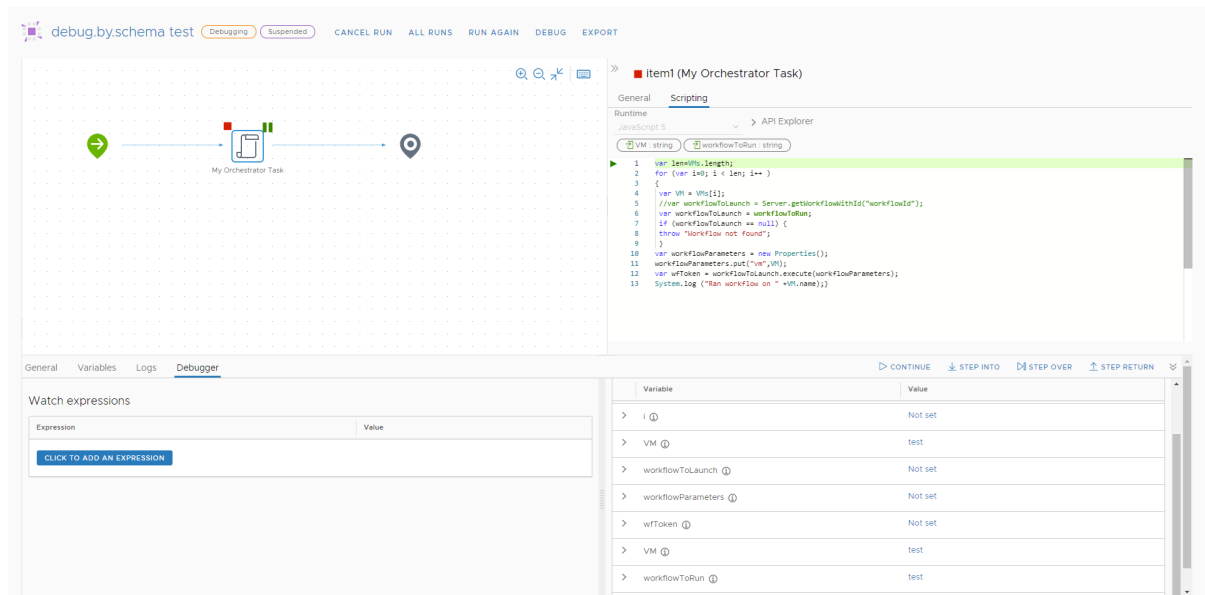 debug.by.schema test Debugging Suspended CANCEL RUN ALL RUNS RUN AGAIN DEBUG EXPORT
My Orchestrator Task
item1 (My Orchestrator Task)
General Scripting
Runtime
JavaScript 5 API Explorer
VM : string workflowToRun : string
1 var len=VMs.length;
2 for (var i=0; i < len; i++ )
3 {
4 var VM = VMs[i];
5 //var workflowToLaunch = Server.getWorkflowWithId("workflowId");
6 var workflowToLaunch = workflowToRun;
7 if (workflowToLaunch == null) {
8 throw "Workflow not found";
9 }
10 var workflowParameters = new Properties();
11 workflowParameters.put("vm",VM);
12 var wfToken = workflowToLaunch.execute(workflowParameters);
13 System.log ("Ran workflow on " +VM.name);}
General Variables Logs Debugger
CONTINUE STEP INTO STEP OVER STEP RETURN
Watch expressions
Expression Value
CLICK TO ADD AN EXPRESSION
Variable Value
i Not set
VM test
workflowToLaunch Not set
workflowParameters Not set
wfToken Not set
VM test
workflowToRun test